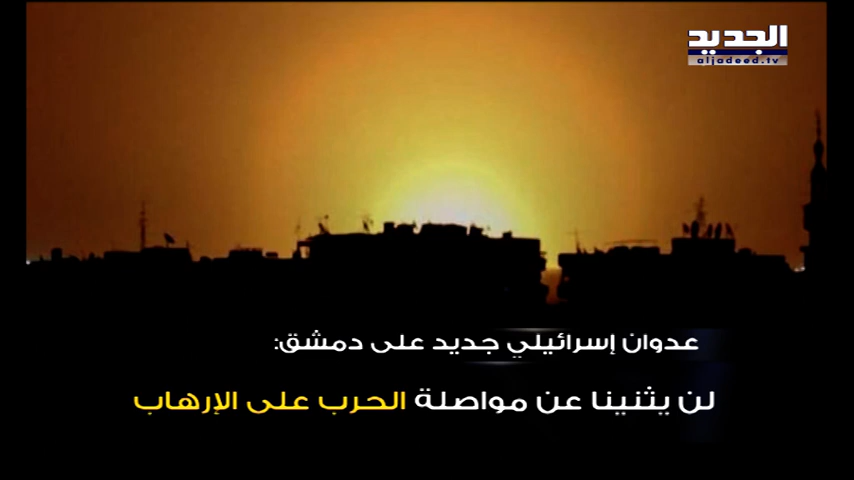 الجديد
aljadeed.tv
عدوان إسرائيلي جديد على دمشق:
لن يثنينا عن مواصلة الحرب على الإرهاب